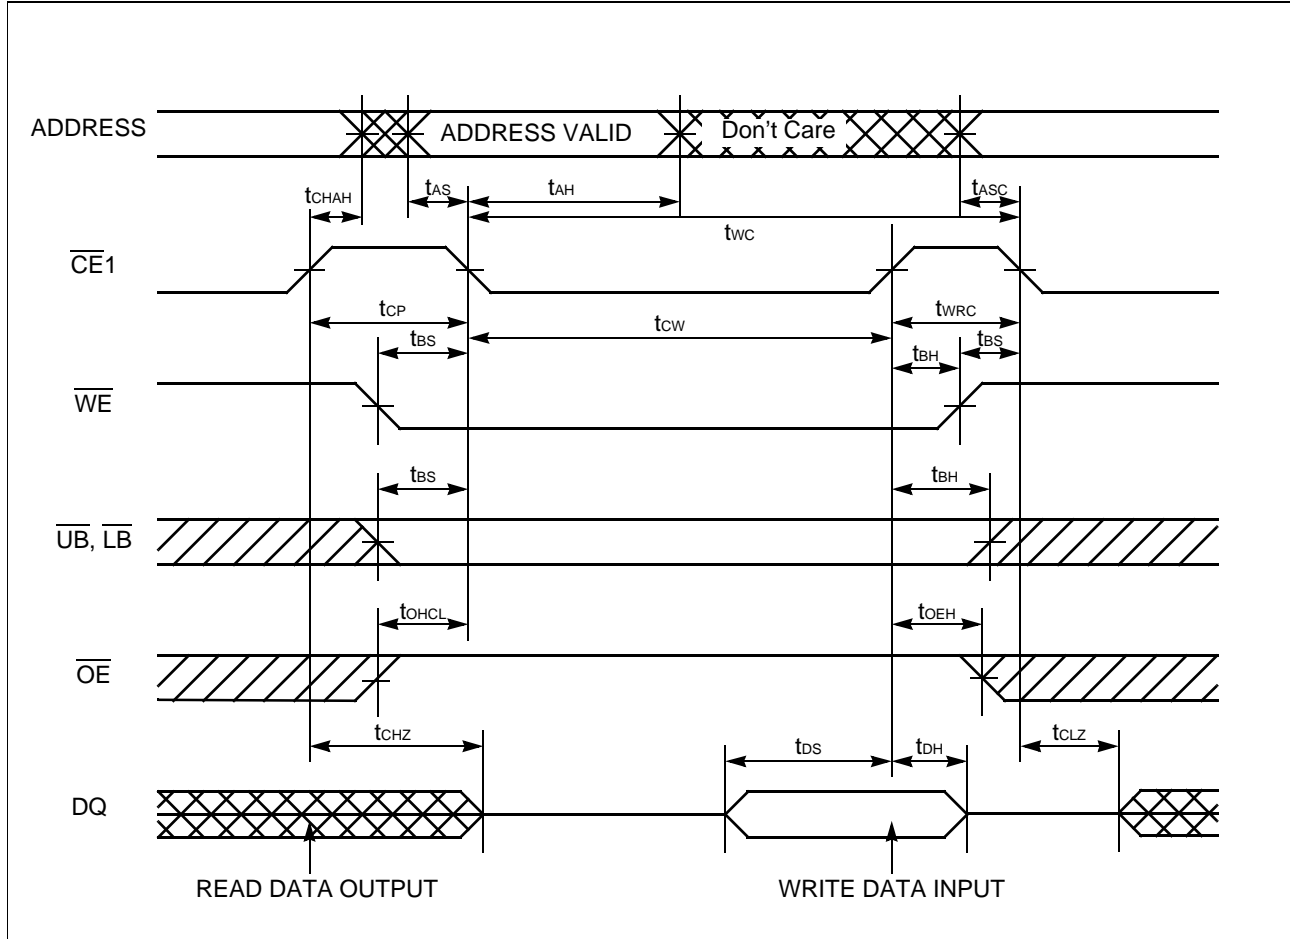 ADDRESS
ADDRESS VALID
Don't Care
tCHAH
tAS
tAH
tASC
tWC
CE1
tCP
tCW
tWRC
tBS
tBH
tBS
WE
tBS
tBH
UB, LB
tOHCL
tOEH
OE
tCHZ
tDS
tDH
tCLZ
DQ
READ DATA OUTPUT
WRITE DATA INPUT